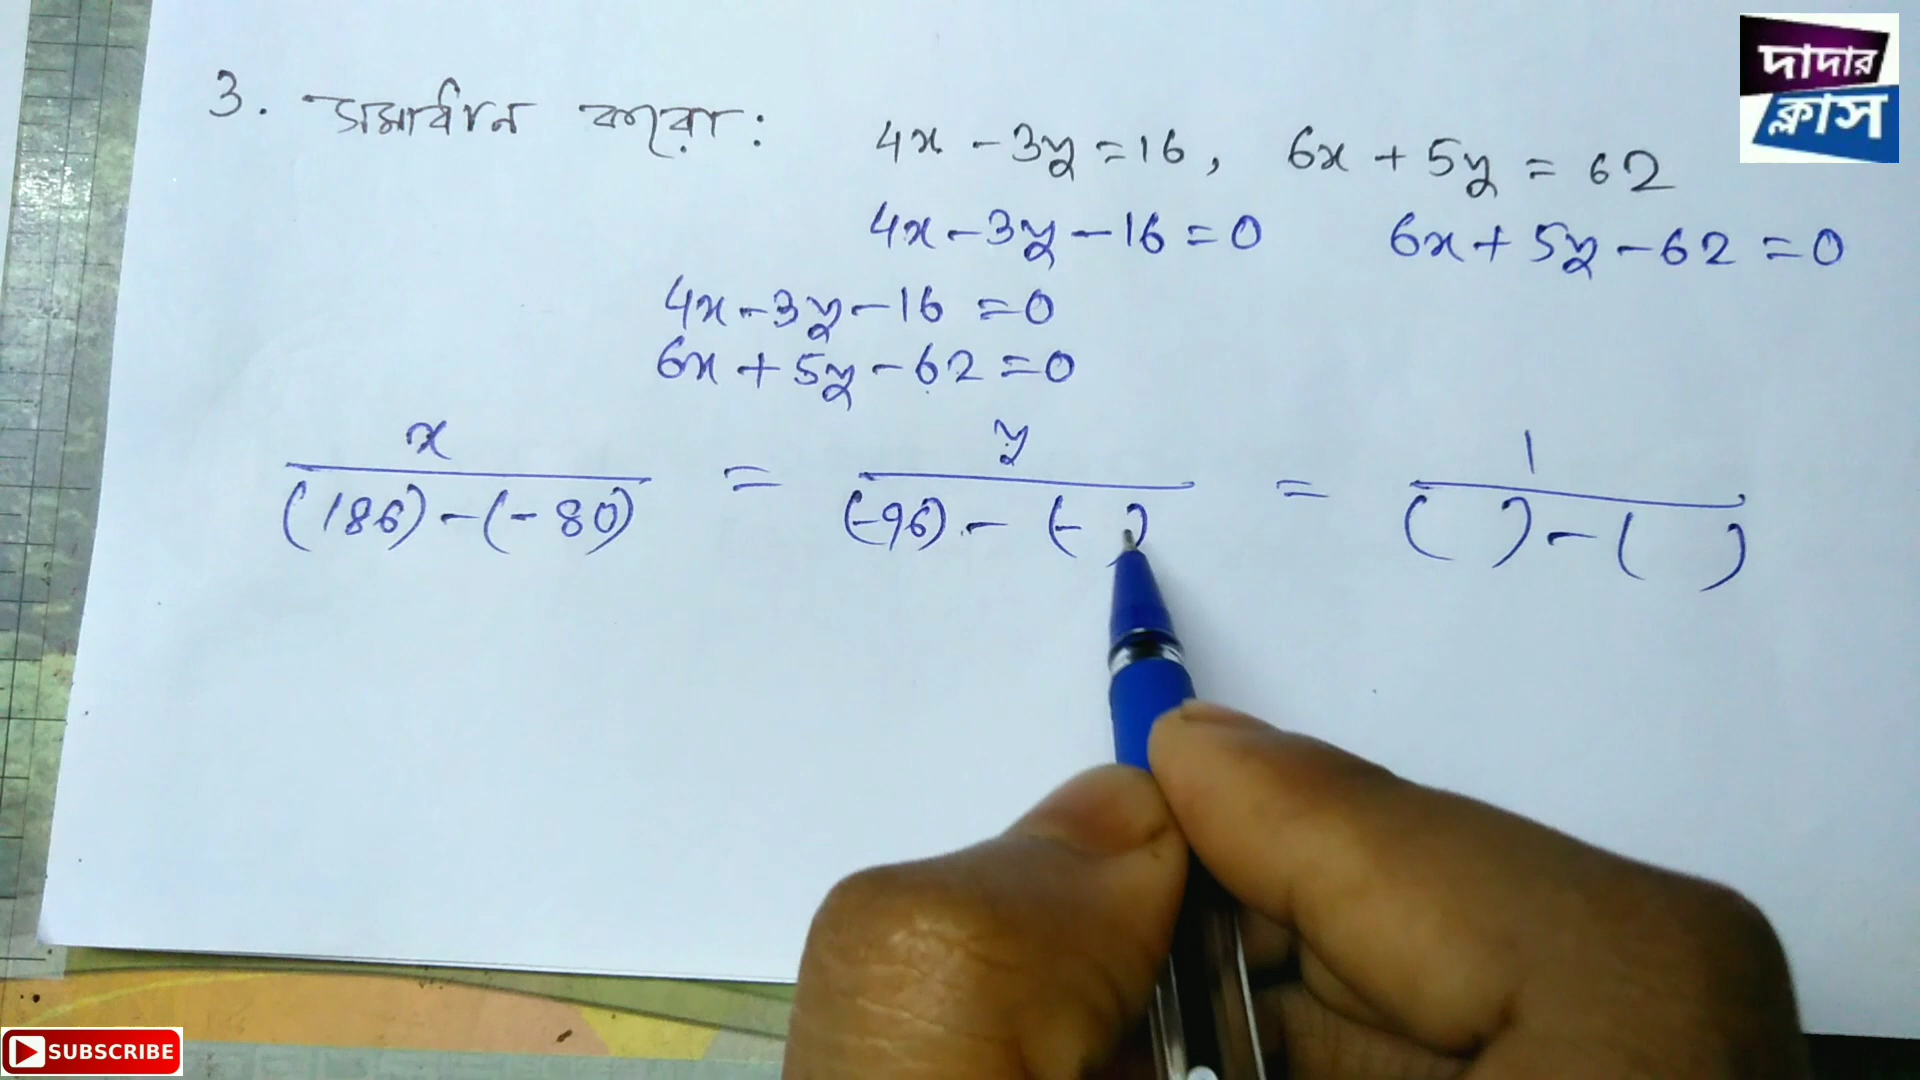 দাদার
ক্লাস
3. সমাধান করো: 4x - 3y = 16, 6x + 5y = 62
4x - 3y - 16 = 0 6x + 5y - 62 = 0
4x - 3y - 16 = 0
6x + 5y - 62 = 0
x y 1
(186) - (-80) = (-96) - (- ) = ( ) - ( )
SUBSCRIBE